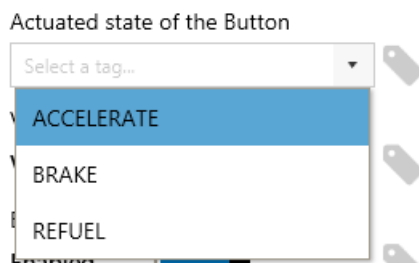 Actuated state of the Button
Select a tag...
ACCELERATE
BRAKE
REFUEL